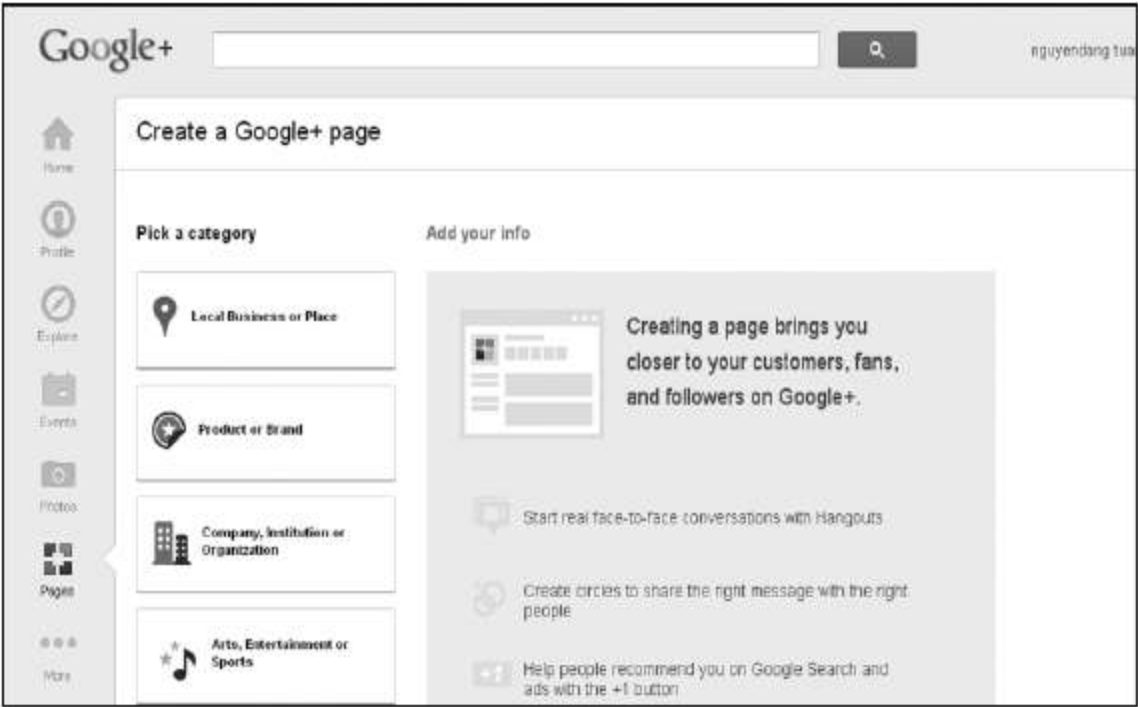 Google+
nguyendang tua
Create a Google+ page
Home
Profile
Explore
Events
Photos
Pages
More
Pick a category
Local Business or Place
Product or Brand
Company, Institution or
Organization
Arts, Entertainment or
Sports
Add your info
Creating a page brings you
closer to your customers, fans,
and followers on Google+.
Start real face-to-face conversations with Hangouts
Create circles to share the right message with the right
people
+1
Help people recommend you on Google Search and
ads with the +1 button